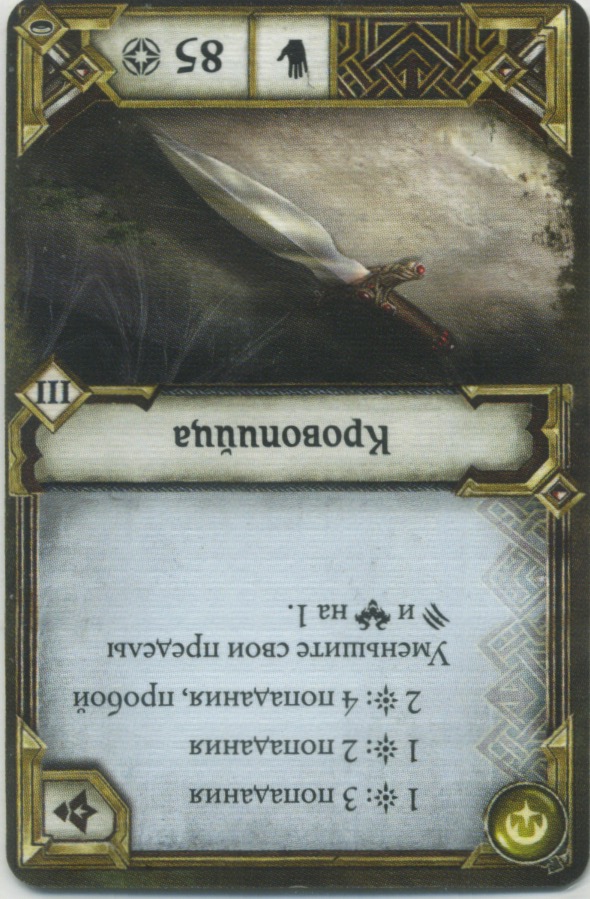 1 ✹: 3 попадания
1 ✹: 2 попадания
2 ✹: 4 попадания, пробой
Уменьшите свои пределы
и на 1.
Кровопийца
III
85